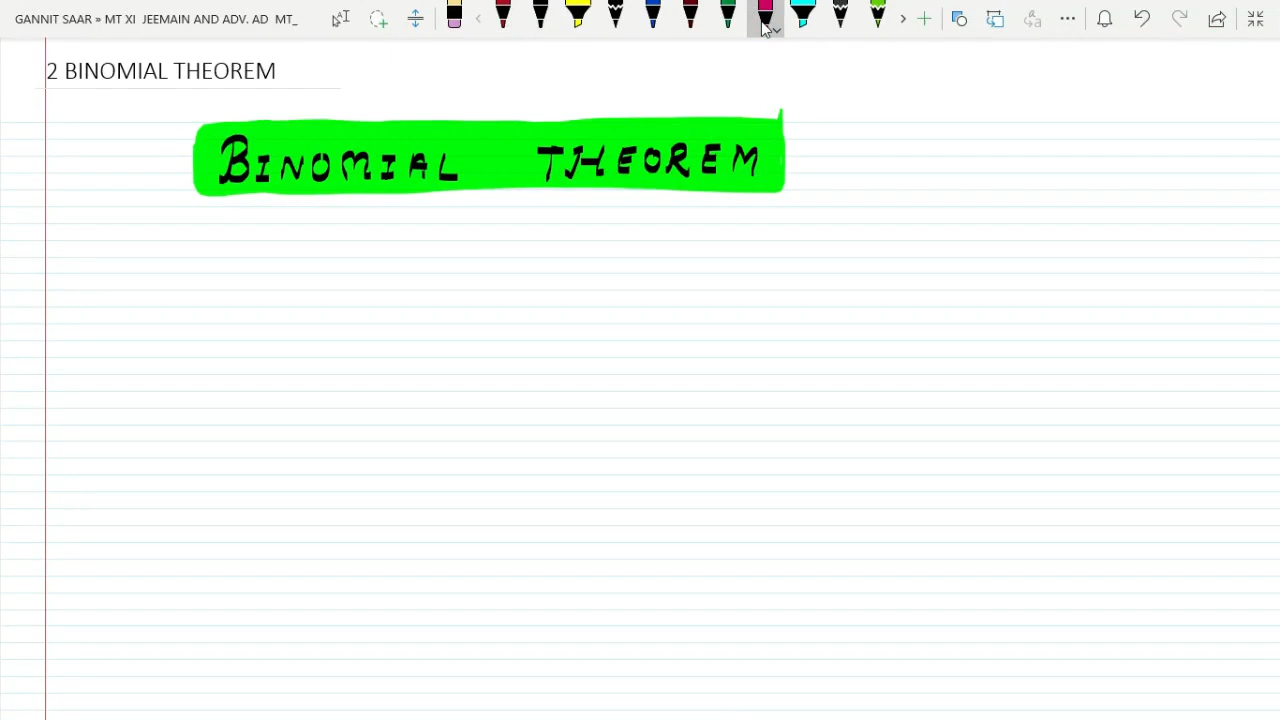 GANNIT SAAR » MT XI JEEMAIN AND ADV. AD MT_
2 BINOMIAL THEOREM
BINOMIAL THEOREM